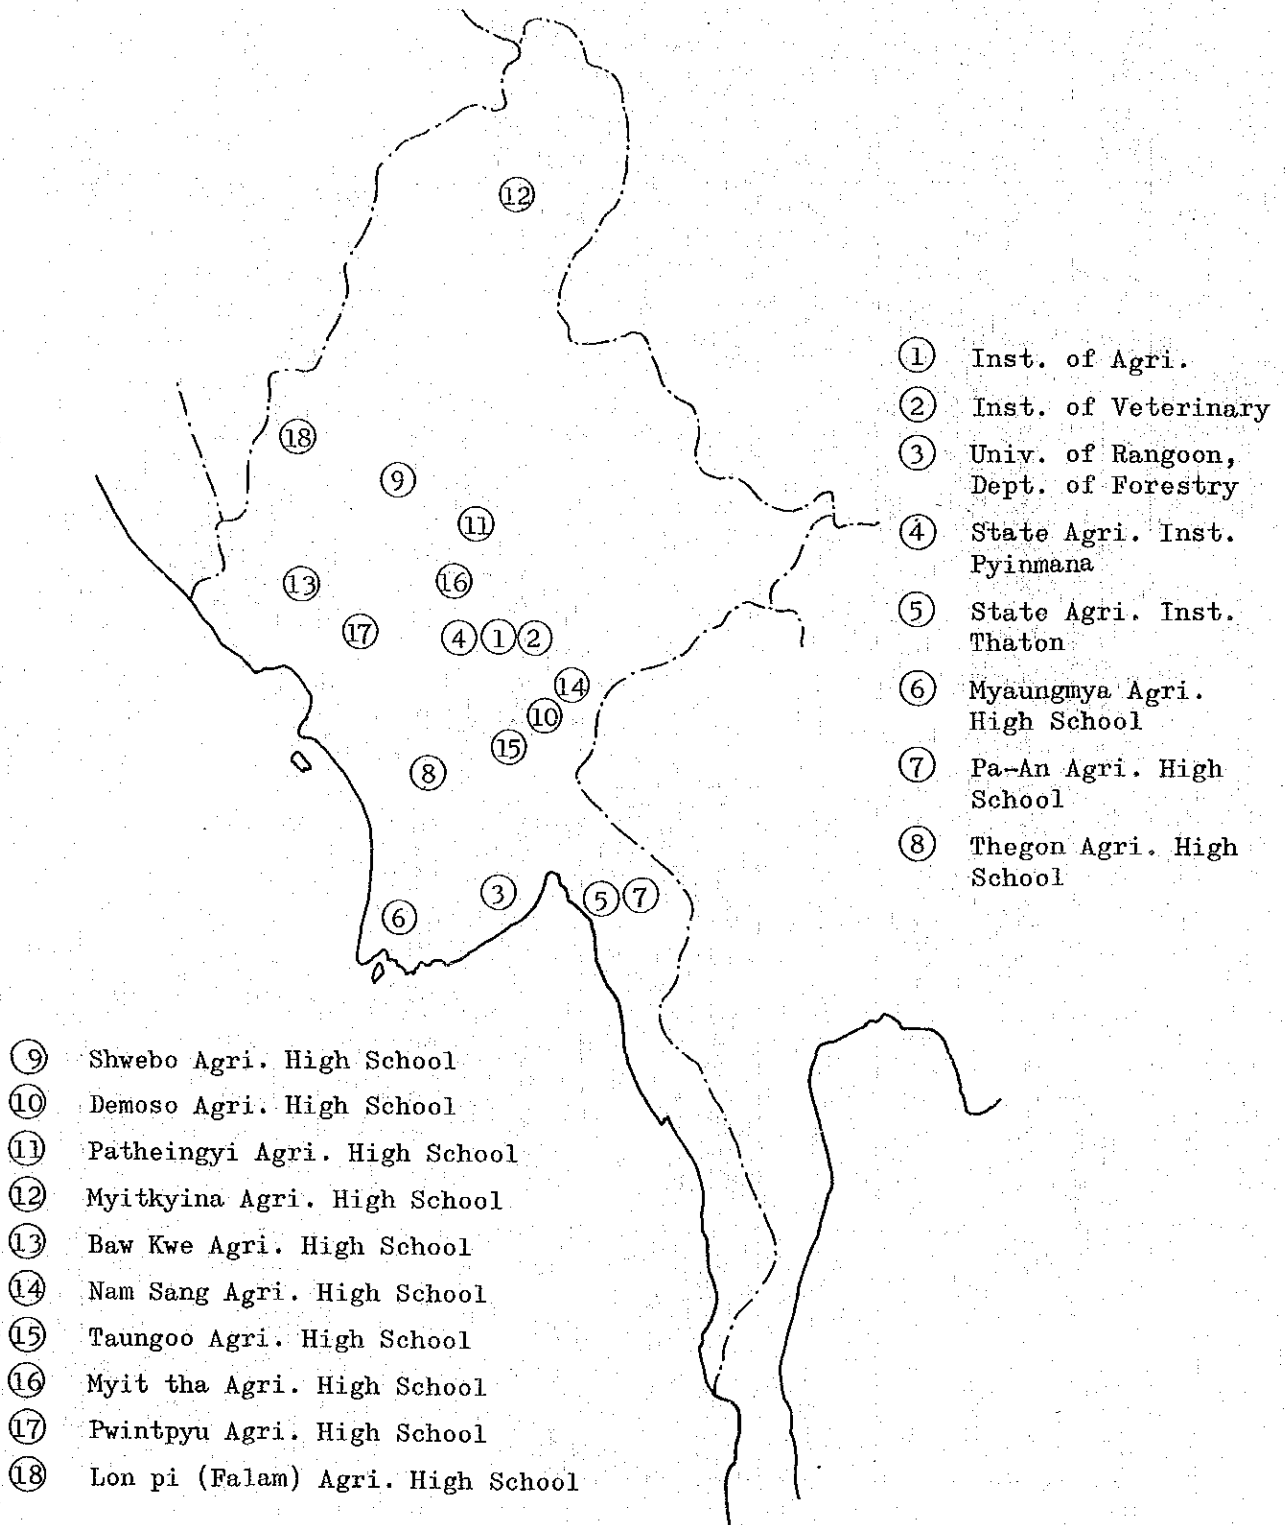 ⑫
⑱
⑨
⑪
⑬
⑯
⑰
④ ① ②
⑭
⑩
⑮
⑧
③
⑤ ⑦
⑥
① Inst. of Agri.
② Inst. of Veterinary
③ Univ. of Rangoon,
Dept. of Forestry
④ State Agri. Inst.
Pyinmana
⑤ State Agri. Inst.
Thaton
⑥ Myaungmya Agri.
High School
⑦ Pa-An Agri. High
School
⑧ Thegon Agri. High
School
⑨ Shwebo Agri. High School
⑩ Demoso Agri. High School
⑪ Patheingyi Agri. High School
⑫ Myitkyina Agri. High School
⑬ Baw Kwe Agri. High School
⑭ Nam Sang Agri. High School
⑮ Taungoo Agri. High School
⑯ Myit tha Agri. High School
⑰ Pwintpyu Agri. High School
⑱ Lon pi (Falam) Agri. High School